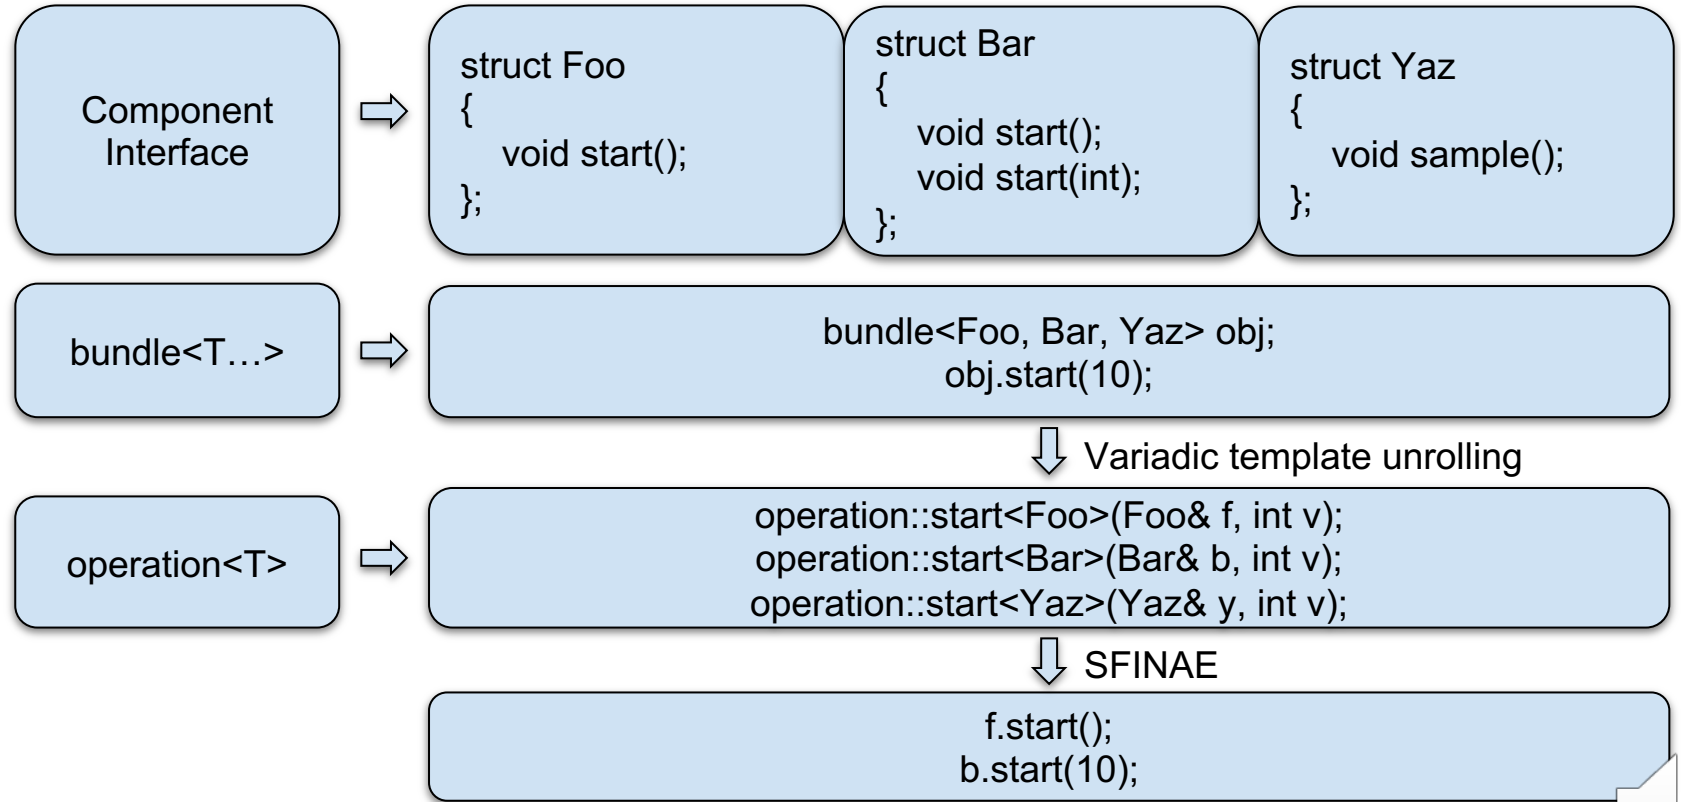 Component
Interface
struct Foo
{
void start();
};
struct Bar
{
void start();
void start(int);
};
struct Yaz
{
void sample();
};
bundle<T…>
bundle<Foo, Bar, Yaz> obj;
obj.start(10);
Variadic template unrolling
operation<T>
operation::start<Foo>(Foo& f, int v);
operation::start<Bar>(Bar& b, int v);
operation::start<Yaz>(Yaz& y, int v);
SFINAE
f.start();
b.start(10);